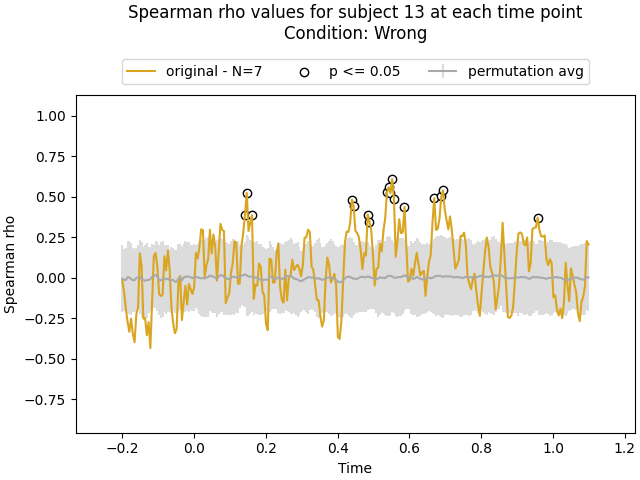 Spearman rho values for subject 13 at each time point
Condition: Wrong
original - N=7
p <= 0.05
permutation avg
1.00
0.75
0.50
0.25
0.00
−0.25
−0.50
−0.75
Spearman rho
−0.2
0.0
0.2
0.4
0.6
0.8
1.0
1.2
Time